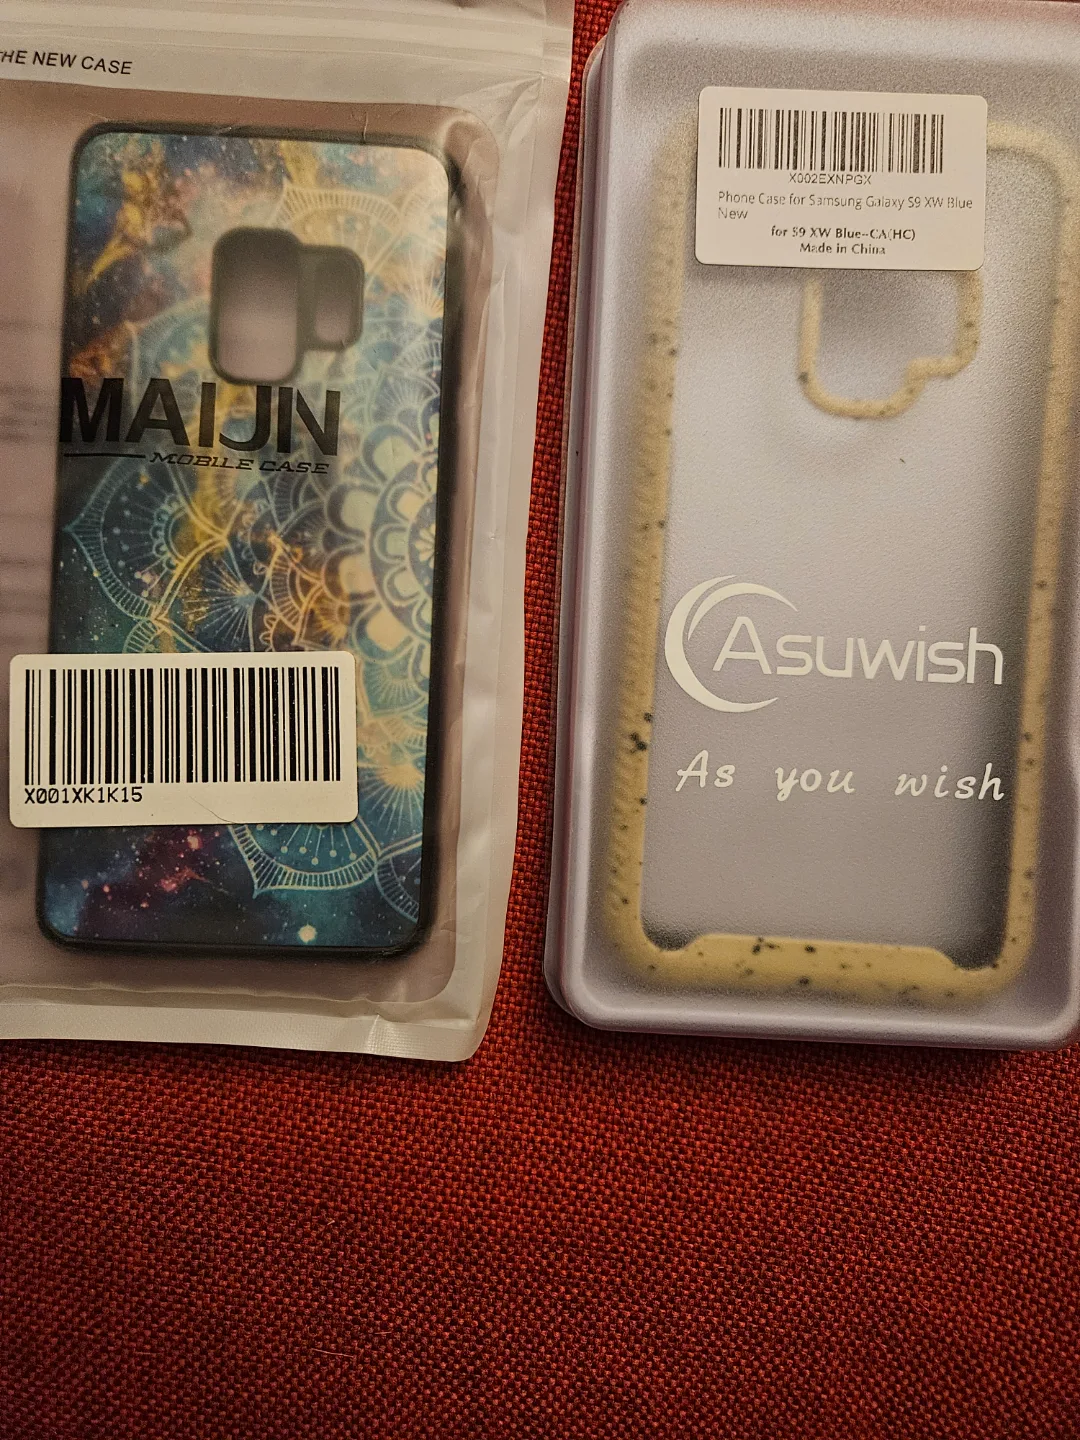 THE NEW CASE
MAIJN
MOBILE CASE
X001XK1K15
X002EXNPGX
Phone Case for Samsung Galaxy S9 XW Blue
New
for S9 XW Blue--CA(HC)
Made in China
Asuwish
As you wish